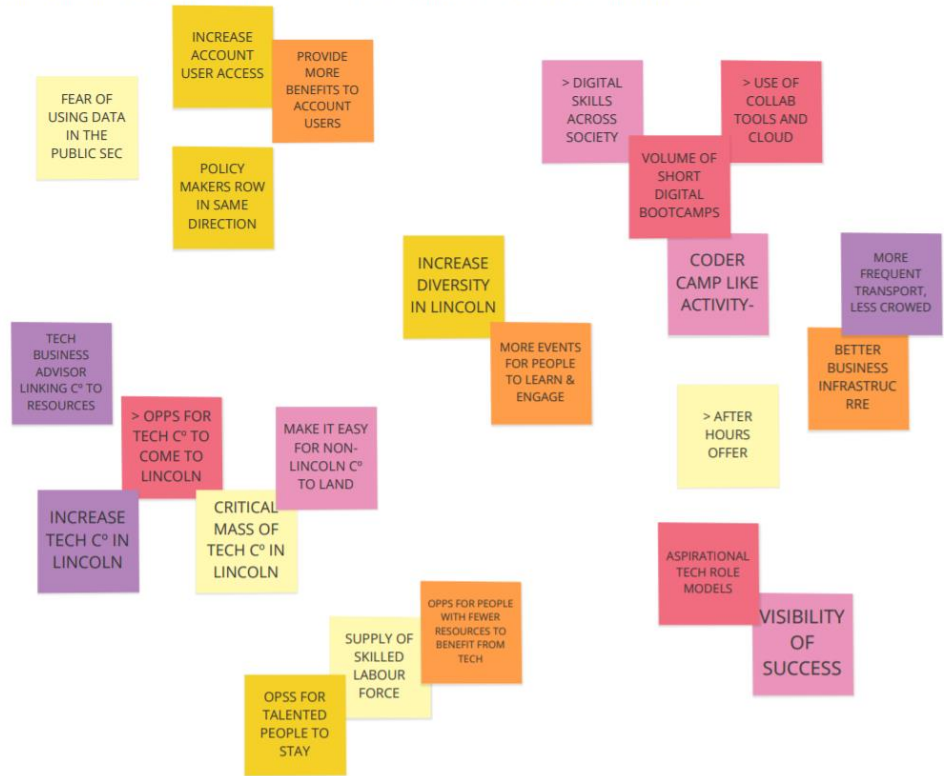 INCREASE
ACCOUNT
USER ACCESS
PROVIDE
MORE
BENEFITS TO
ACCOUNT
USERS
FEAR OF
USING DATA
IN THE
PUBLIC SEC
POLICY
MAKERS ROW
IN SAME
DIRECTION
> DIGITAL
SKILLS
ACROSS
SOCIETY
> USE OF
COLLAB
TOOLS AND
CLOUD
VOLUME OF
SHORT
DIGITAL
BOOTCAMPS
CODER
CAMP LIKE
ACTIVITY-
INCREASE
DIVERSITY
IN LINCOLN
MORE EVENTS
FOR PEOPLE
TO LEARN &
ENGAGE
MORE
FREQUENT
TRANSPORT,
LESS CROWED
BETTER
BUSINESS
INFRASTRUC
RRE
> AFTER
HOURS
OFFER
TECH
BUSINESS
ADVISOR
LINKING Cº TO
RESOURCES
> OPPS FOR
TECH Cº TO
COME TO
LINCOLN
MAKE IT EASY
FOR NON-
LINCOLN Cº
TO LAND
INCREASE
TECH Cº IN
LINCOLN
CRITICAL
MASS OF
TECH Cº IN
LINCOLN
ASPIRATIONAL
TECH ROLE
MODELS
VISIBILITY
OF
SUCCESS
OPPS FOR PEOPLE
WITH FEWER
RESOURCES TO
BENEFIT FROM
TECH
SUPPLY OF
SKILLED
LABOUR
FORCE
OPSS FOR
TALENTED
PEOPLE TO
STAY